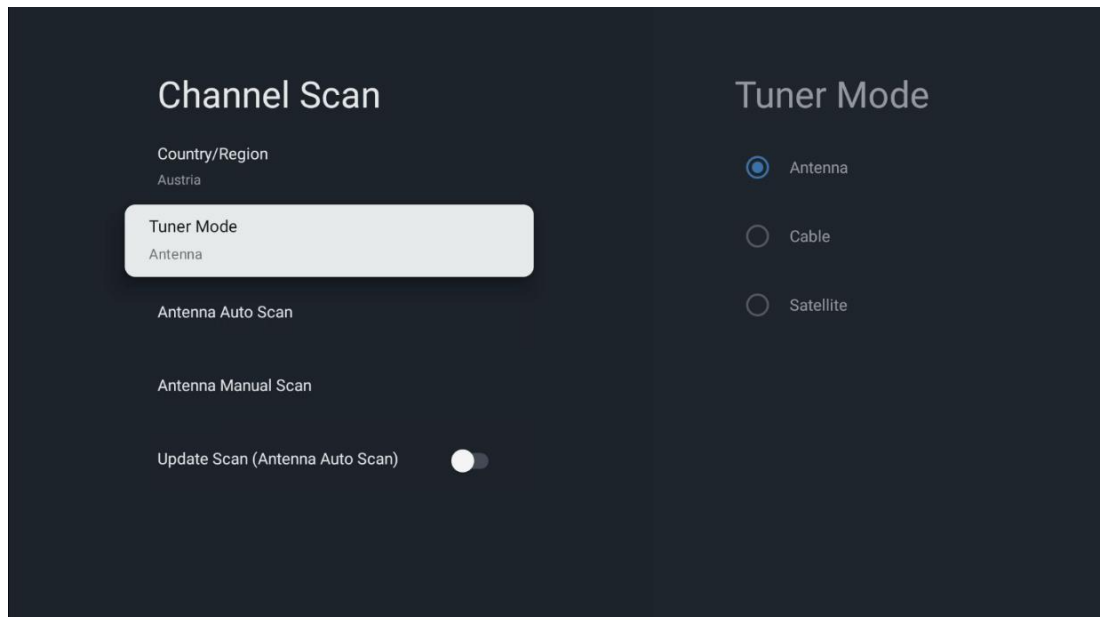 Channel Scan
Country/Region
Austria
Tuner Mode
Antenna
Antenna Auto Scan
Antenna Manual Scan
Update Scan (Antenna Auto Scan)
Tuner Mode
Antenna
Cable
Satellite